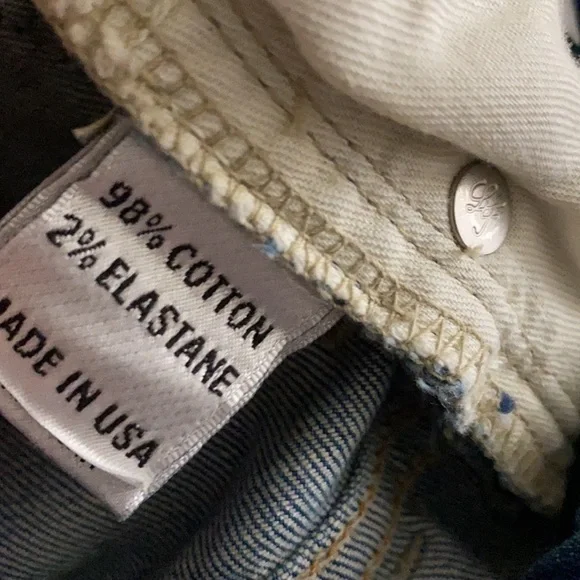 98% COTTON
2% ELASTANE
MADE IN USA